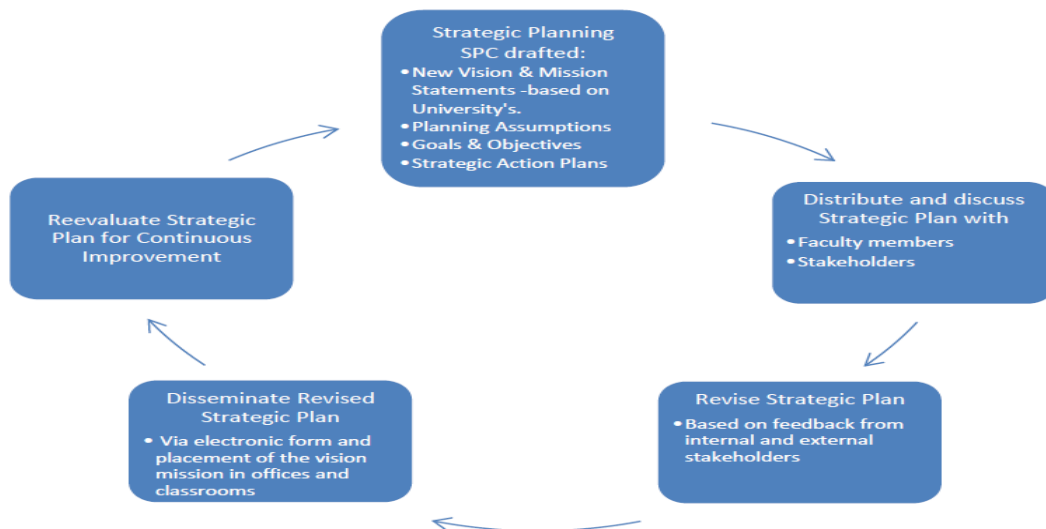 Strategic Planning
SPC drafted:
•New Vision & Mission
Statements -based on
University's.
•Planning Assumptions
•Goals & Objectives
•Strategic Action Plans
Distribute and discuss
Strategic Plan with
•Faculty members
•Stakeholders
Revise Strategic Plan
•Based on feedback from
internal and external
stakeholders
Disseminate Revised
Strategic Plan
• Via electronic form and
placement of the vision
mission in offices and
classrooms
Reevaluate Strategic
Plan for Continuous
Improvement